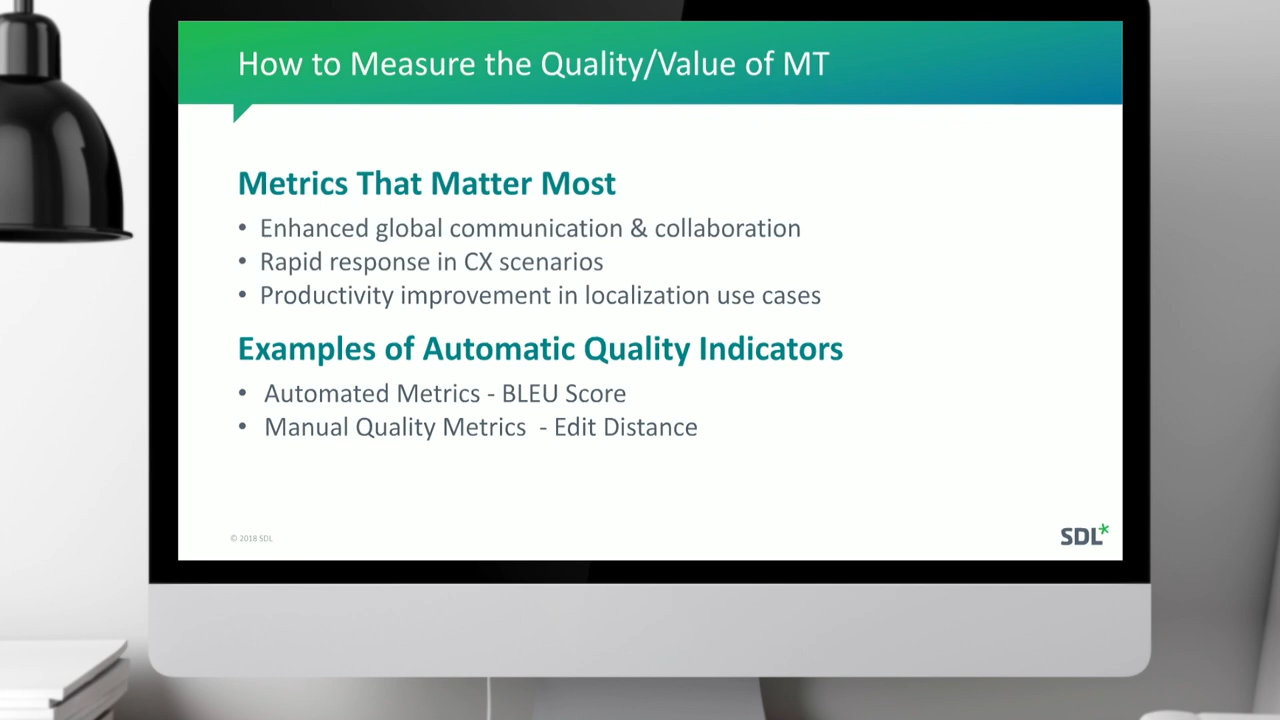 How to Measure the Quality/Value of MT
Metrics That Matter Most
• Enhanced global communication & collaboration
• Rapid response in CX scenarios
• Productivity improvement in localization use cases
Examples of Automatic Quality Indicators
• Automated Metrics - BLEU Score
• Manual Quality Metrics - Edit Distance
© 2018 SDL
SDL*